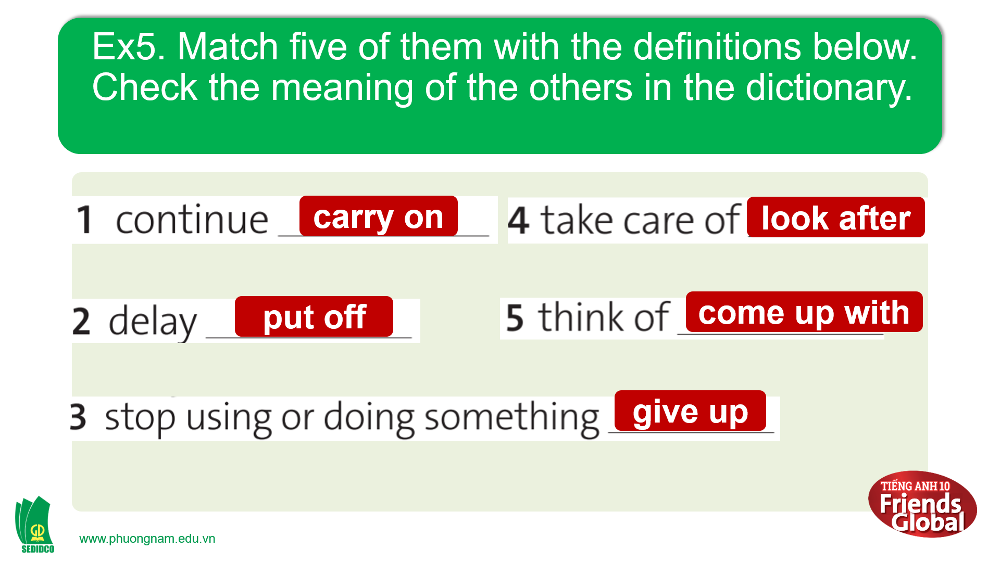 Ex5. Match five of them with the definitions below.
Check the meaning of the others in the dictionary.
1 continue carry on
4 take care of look after
2 delay put off
5 think of come up with
3 stop using or doing something give up
TIẾNG ANH 10
Friends
Global
GD
SEDIDCO
www.phuongnam.edu.vn